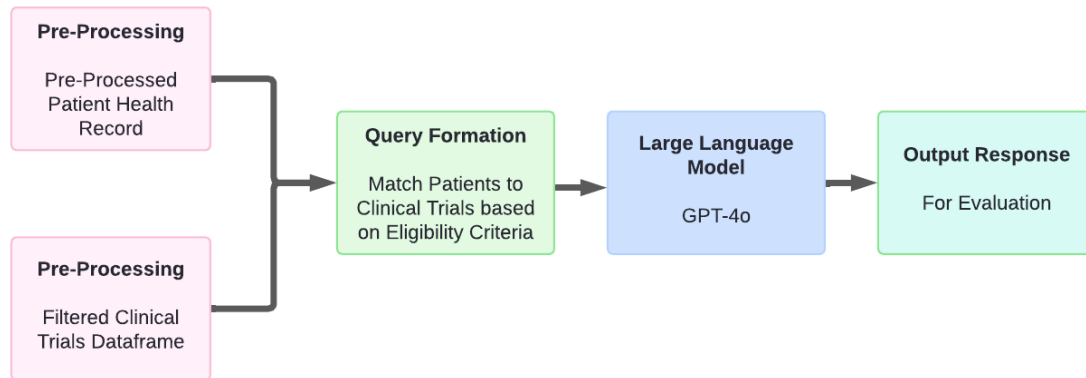 Pre-Processing
Pre-Processed
Patient Health
Record
Pre-Processing
Filtered Clinical
Trials Dataframe
Query Formation
Match Patients to
Clinical Trials based
on Eligibility Criteria
Large Language
Model
GPT-4o
Output Response
For Evaluation